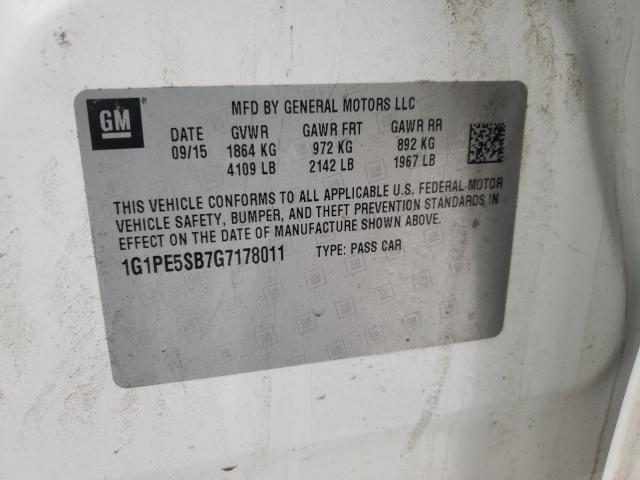 GM
MFD BY GENERAL MOTORS LLC
DATE GVWR GAWR FRT GAWR RR
09/15 1864 KG 972 KG 892 KG
4109 LB 2142 LB 1967 LB
THIS VEHICLE CONFORMS TO ALL APPLICABLE U.S. FEDERAL MOTOR
VEHICLE SAFETY, BUMPER, AND THEFT PREVENTION STANDARDS IN
EFFECT ON THE DATE OF MANUFACTURE SHOWN ABOVE.
1G1PE5SB7G7178011 TYPE: PASS CAR